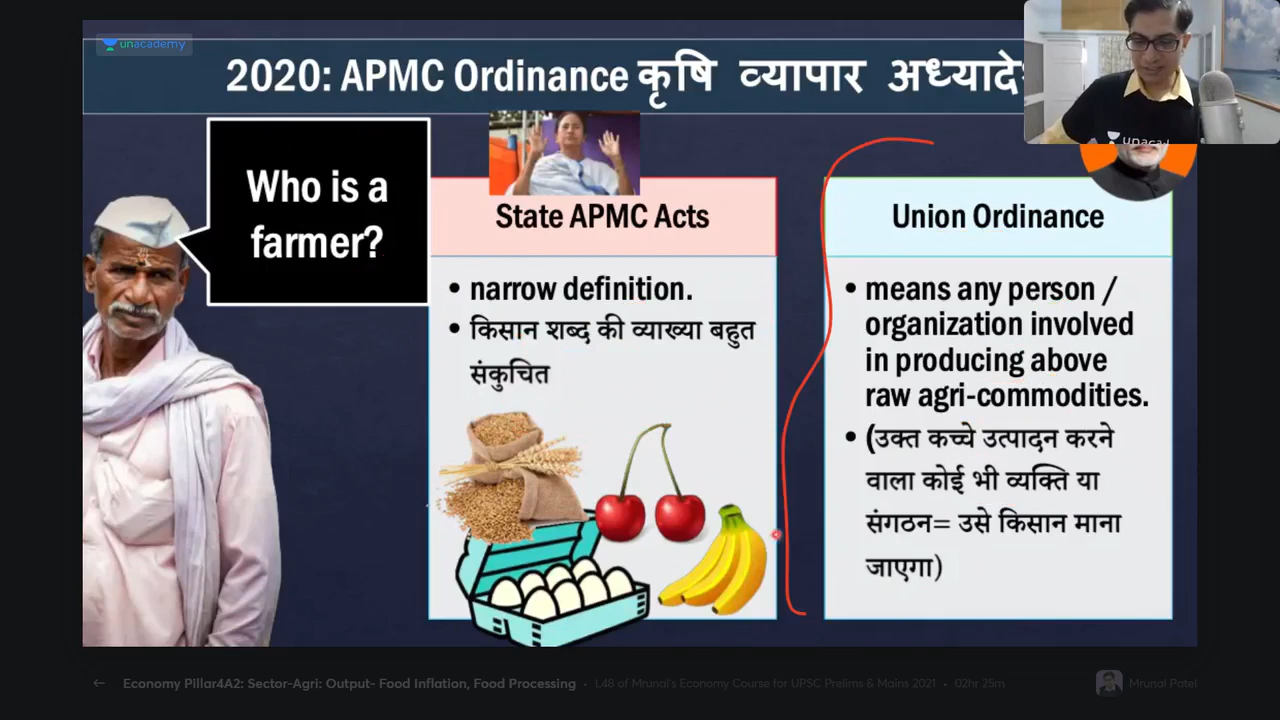 unacademy
2020: APMC Ordinance कृषि व्यापार
Who is a
farmer?
State APMC Acts
• narrow definition.
• किसान शब्द की व्याख्या बहुत
संकुचित
Union Ordinance
• means any person /
organization involved
in producing above
raw agri-commodities.
• (उक्त कच्चे उत्पादन करने
वाला कोई भी व्यक्ति या
संगठन= उसे किसान माना
जाएगा)
← Economy Pillar4A2: Sector-Agri: Output- Food Inflation, Food Processing • L48 of Mrunal's Economy Course for UPSC Prelims & Mains 2021 • 02hr 25m
Mrunal Patel